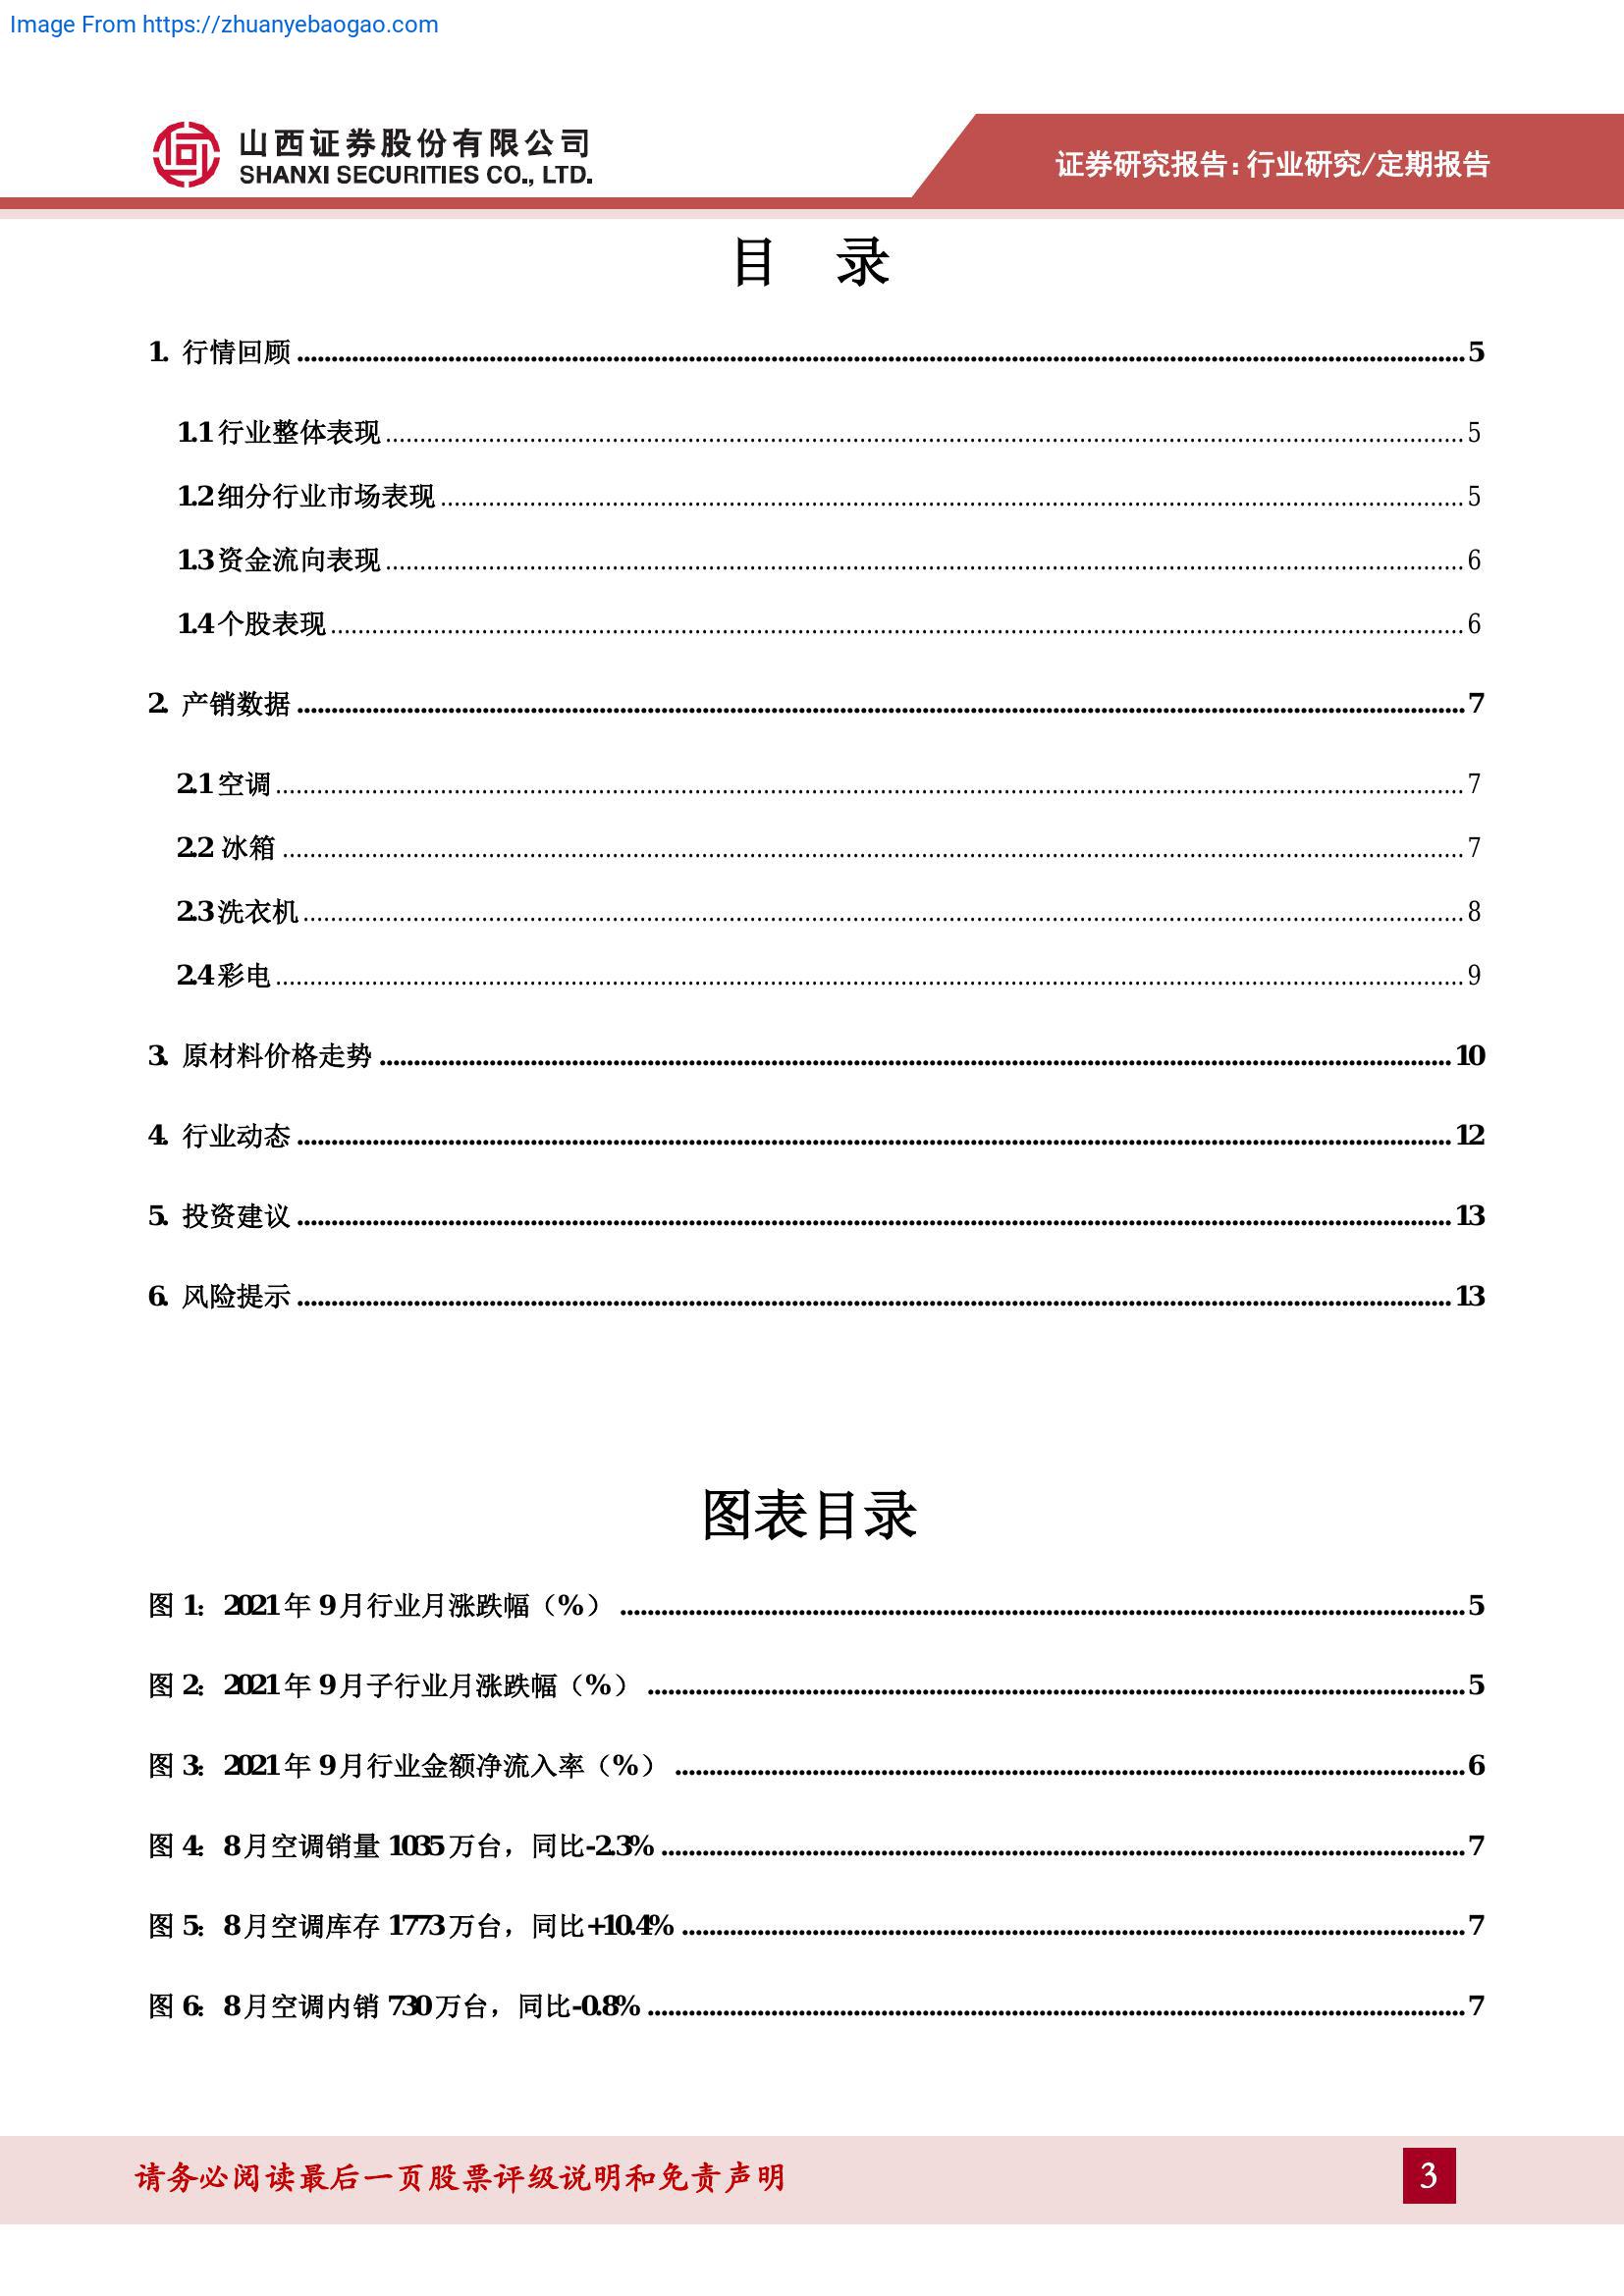 Image From https://zhuanyebaogao.com
山西证券股份有限公司
SHANXI SECURITIES CO., LTD.
证券研究报告：行业研究/定期报告
目 录
1. 行情回顾 5
1.1 行业整体表现 5
1.2 细分行业市场表现 5
1.3 资金流向表现 6
1.4 个股表现 6
2. 产销数据 7
2.1 空调 7
2.2 冰箱 7
2.3 洗衣机 8
2.4 彩电 9
3. 原材料价格走势 10
4. 行业动态 12
5. 投资建议 13
6. 风险提示 13
图表目录
图 1：2021 年 9 月行业月涨跌幅（%） 5
图 2：2021 年 9 月子行业月涨跌幅（%） 5
图 3：2021 年 9 月行业金额净流入率（%） 6
图 4：8 月空调销量 1035 万台，同比-2.3% 7
图 5：8 月空调库存 1773 万台，同比+10.4% 7
图 6：8 月空调内销 730 万台，同比-0.8% 7
请务必阅读最后一页股票评级说明和免责声明
3